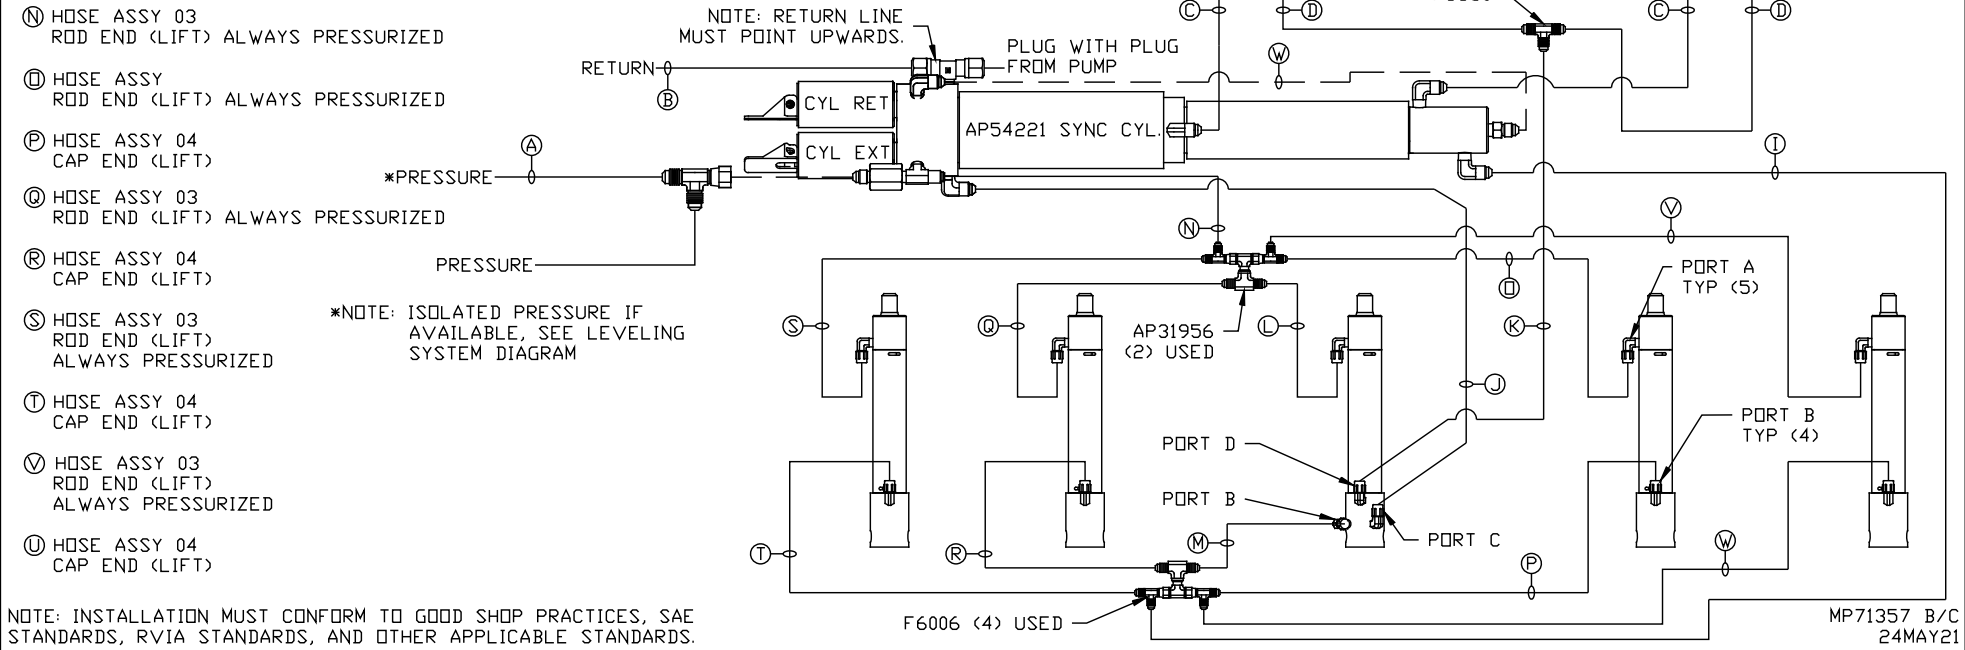 Ⓝ HOSE ASSY 03
ROD END (LIFT) ALWAYS PRESSURIZED
Ⓞ HOSE ASSY
ROD END (LIFT) ALWAYS PRESSURIZED
Ⓟ HOSE ASSY 04
CAP END (LIFT)
Ⓠ HOSE ASSY 03
ROD END (LIFT) ALWAYS PRESSURIZED
Ⓡ HOSE ASSY 04
CAP END (LIFT)
Ⓢ HOSE ASSY 03
ROD END (LIFT)
ALWAYS PRESSURIZED
Ⓣ HOSE ASSY 04
CAP END (LIFT)
Ⓥ HOSE ASSY 03
ROD END (LIFT)
ALWAYS PRESSURIZED
Ⓤ HOSE ASSY 04
CAP END (LIFT)
NOTE: INSTALLATION MUST CONFORM TO GOOD SHOP PRACTICES, SAE
STANDARDS, RVIA STANDARDS, AND OTHER APPLICABLE STANDARDS.
NOTE: RETURN LINE
MUST POINT UPWARDS.
RETURN
Ⓑ
PLUG WITH PLUG
FROM PUMP
Ⓒ
Ⓓ
Ⓦ
Ⓒ
Ⓓ
CYL RET
CYL EXT
AP54221 SYNC CYL.
Ⓐ
*PRESSURE
PRESSURE
Ⓘ
*NOTE: ISOLATED PRESSURE IF
AVAILABLE, SEE LEVELING
SYSTEM DIAGRAM
Ⓝ
Ⓥ
Ⓞ
PORT A
TYP (5)
Ⓢ
Ⓠ
AP31956
(2) USED
Ⓛ
Ⓚ
Ⓙ
PORT D
PORT B
PORT C
PORT B
TYP (4)
Ⓣ
Ⓡ
Ⓜ
Ⓟ
Ⓦ
F6006 (4) USED
MP71357 B/C
24MAY21